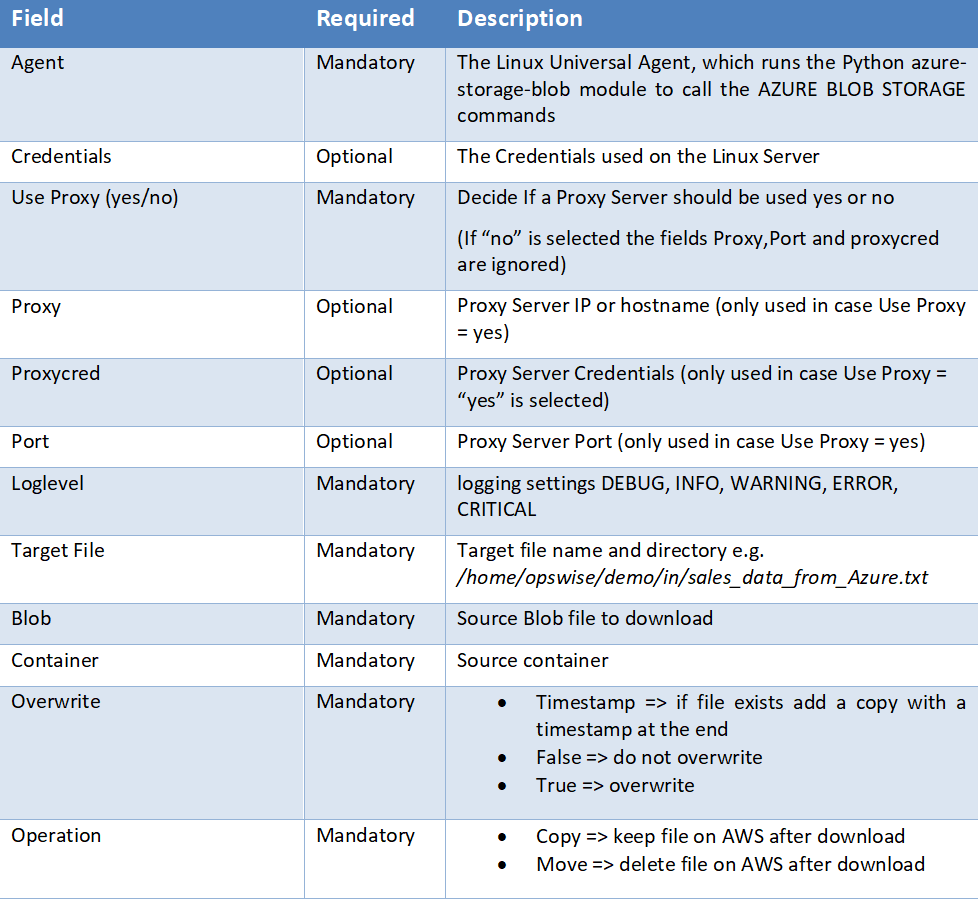 Field Required Description
Agent Mandatory The Linux Universal Agent, which runs the Python azure-
storage-blob module to call the AZURE BLOB STORAGE
commands
Credentials Optional The Credentials used on the Linux Server
Use Proxy (yes/no) Mandatory Decide If a Proxy Server should be used yes or no
(If “no” is selected the fields Proxy,Port and proxycred
are ignored)
Proxy Optional Proxy Server IP or hostname (only used in case Use Proxy
= yes)
Proxycred Optional Proxy Server Credentials (only used in case Use Proxy =
“yes” is selected)
Port Optional Proxy Server Port (only used in case Use Proxy = yes)
Loglevel Mandatory logging settings DEBUG, INFO, WARNING, ERROR,
CRITICAL
Target File Mandatory Target file name and directory e.g.
/home/opswise/demo/in/sales_data_from_Azure.txt
Blob Mandatory Source Blob file to download
Container Mandatory Source container
Overwrite Mandatory • Timestamp => if file exists add a copy with a
timestamp at the end
• False => do not overwrite
• True => overwrite
Operation Mandatory • Copy => keep file on AWS after download
• Move => delete file on AWS after download